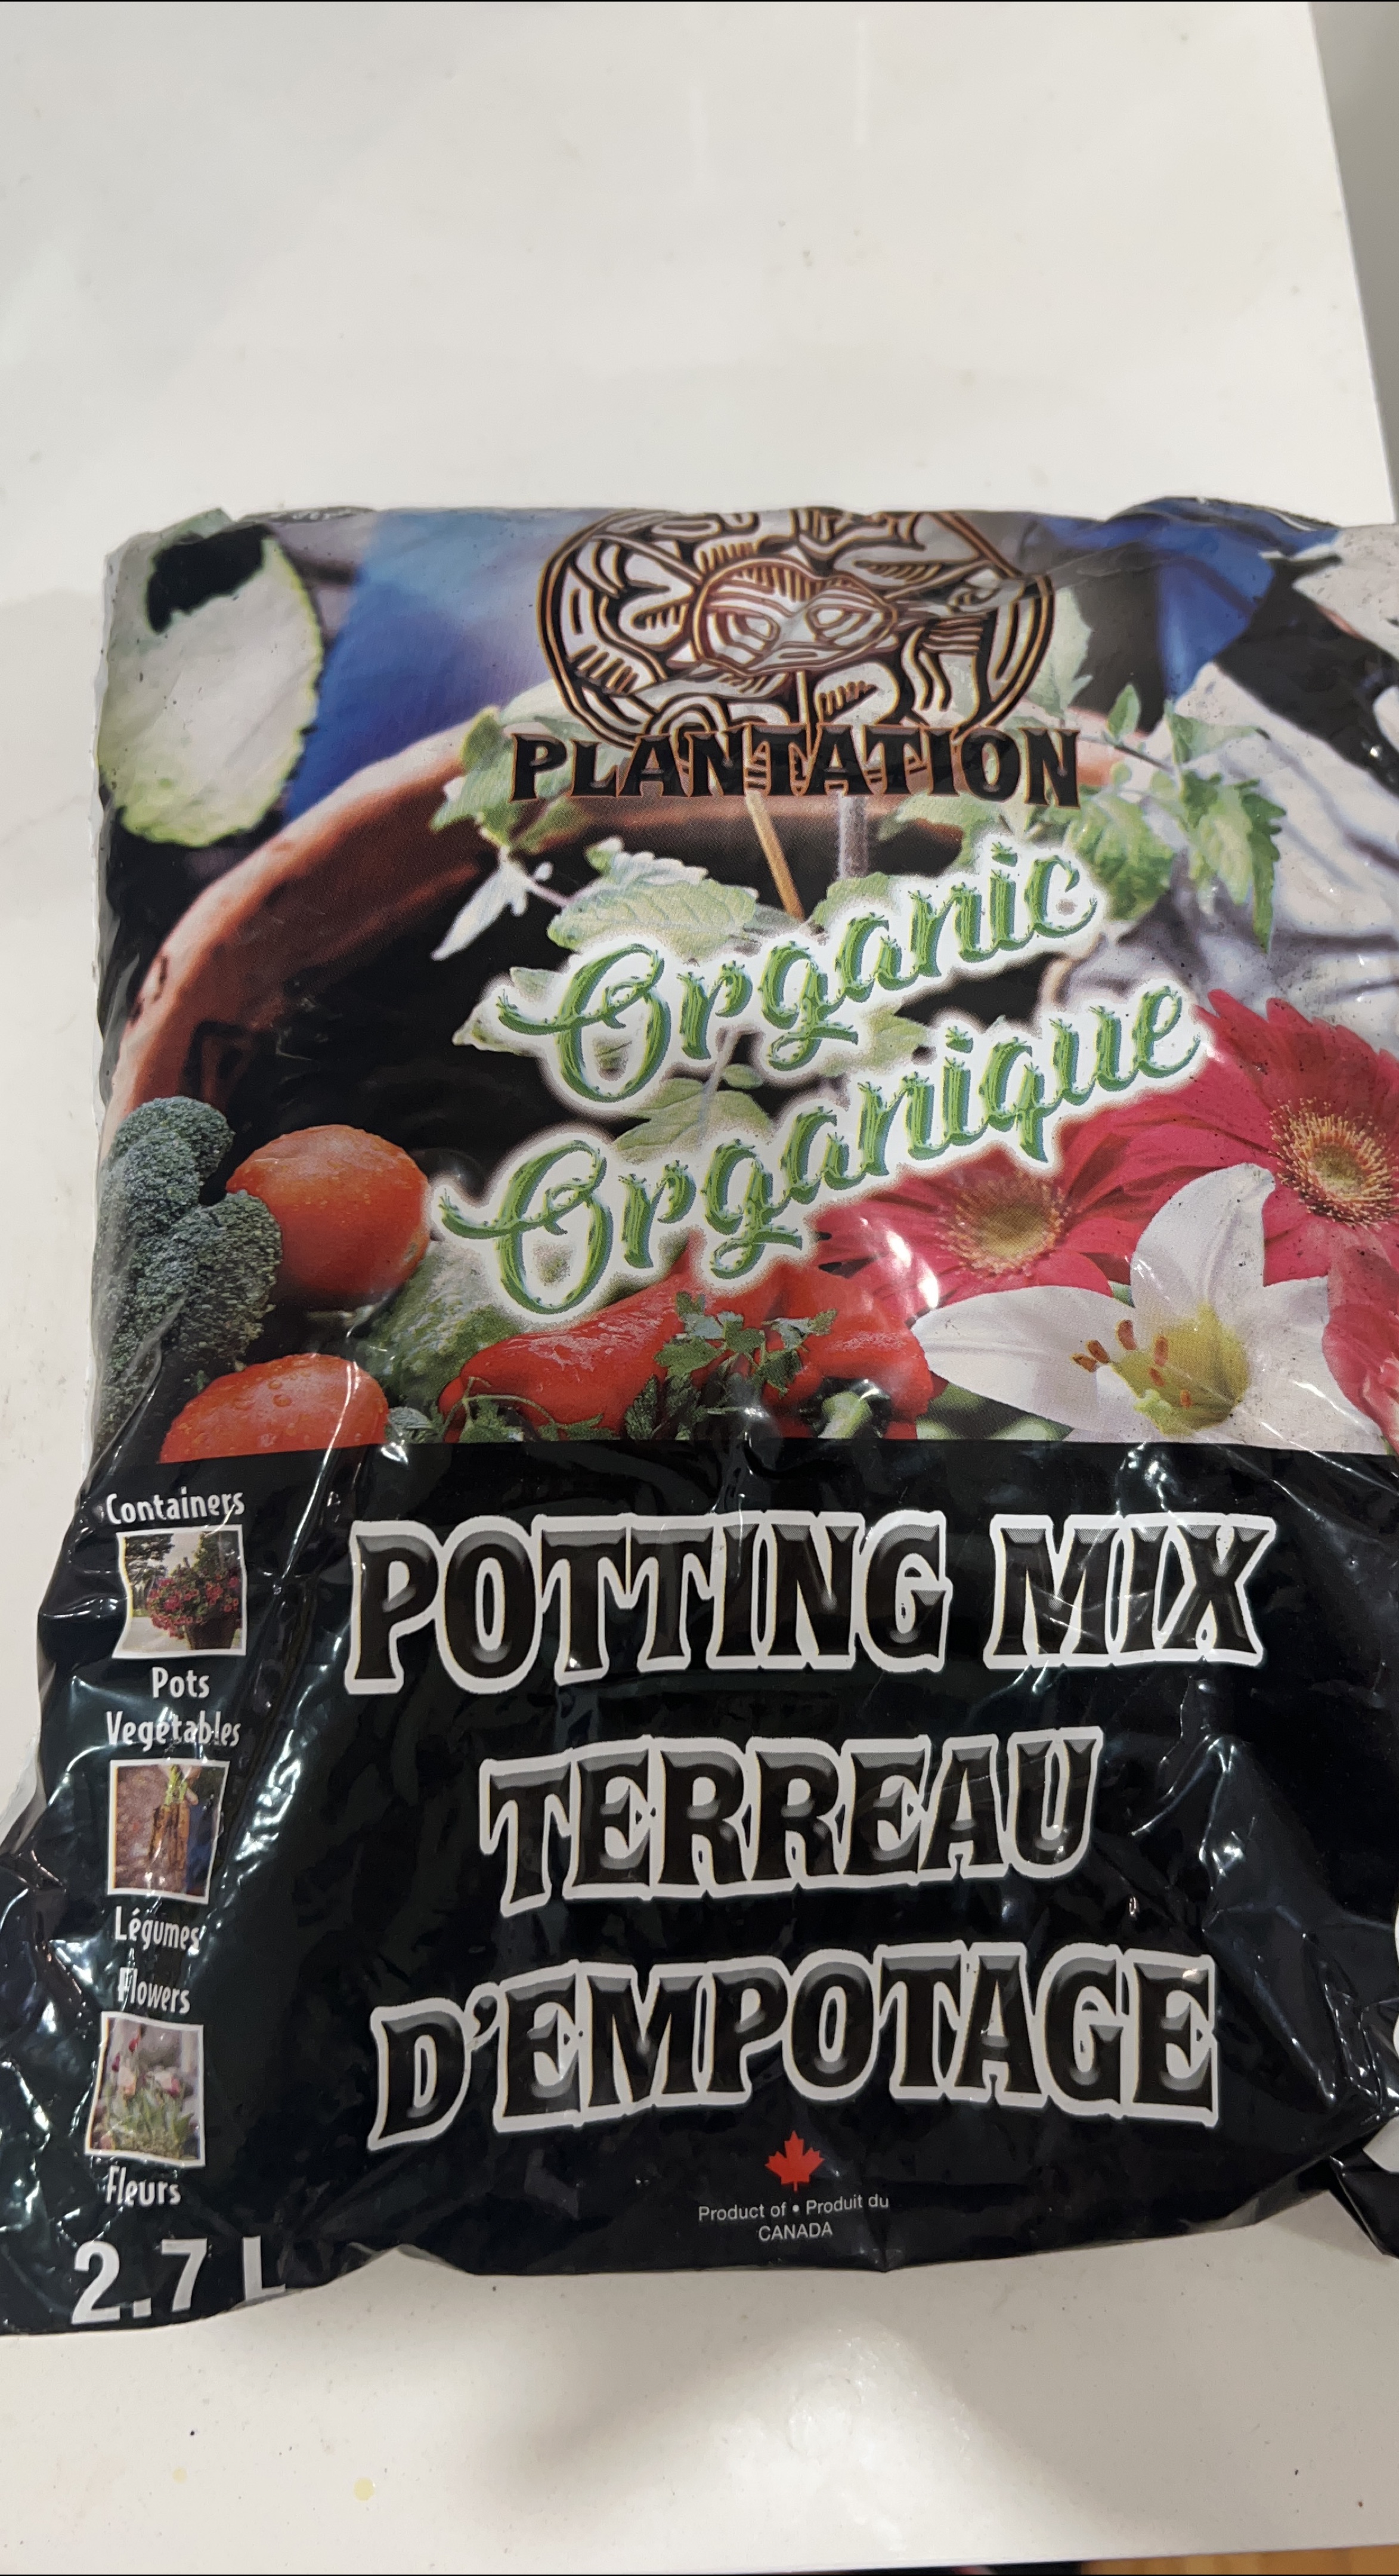 PLANTATION
Organic
Organique
Containers
Pots
Vegetables
Légumes
Flowers
Fleurs
POTTING MIX
TERREAU
D'EMPOTAGE
Product of • Produit du
CANADA
2.7 L